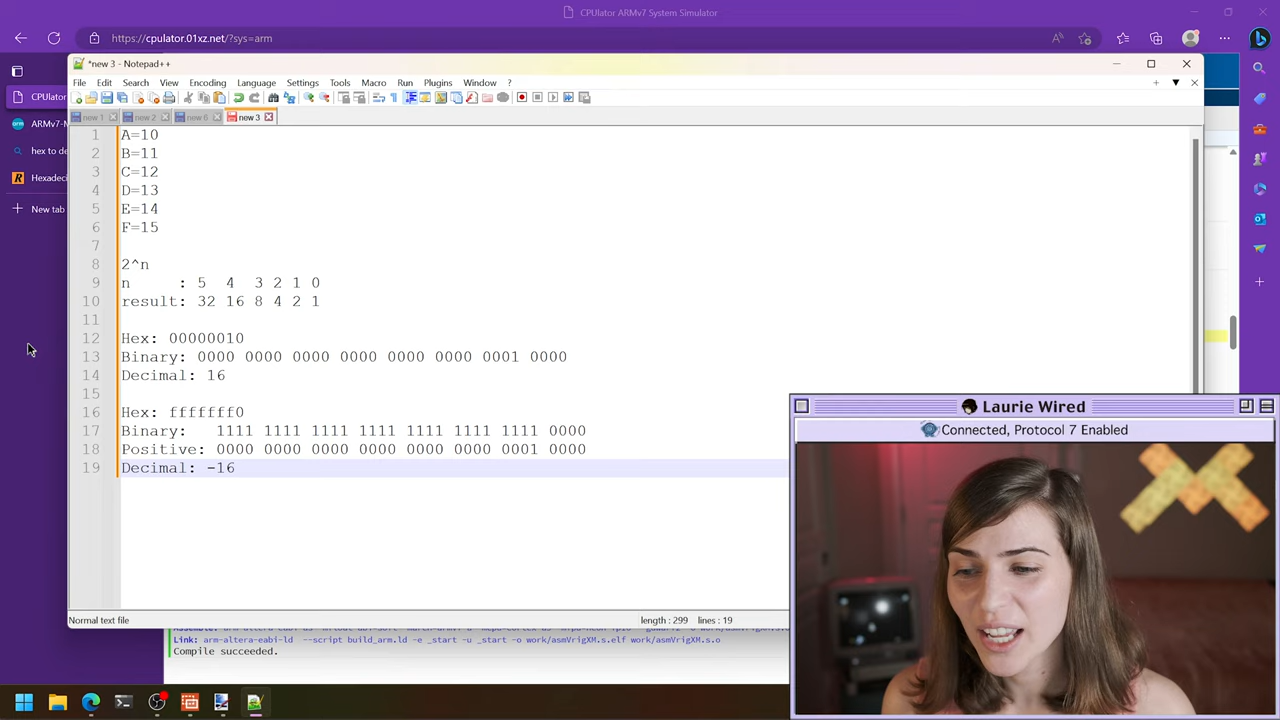 CPUlator ARMv7 System Simulator
https://cpulator.01xz.net/?sys=arm
*new 3 - Notepad++
CPUlator
File Edit Search View Encoding Language Settings Tools Macro Run Plugins Window ?
new 1 new 2 new 6 new 3
ARMv7-M
hex to de
Hexadeci
New tab
1 A=10
2 B=11
3 C=12
4 D=13
5 E=14
6 F=15
7
8 2^n
9 n : 5 4 3 2 1 0
10 result: 32 16 8 4 2 1
11
12 Hex: 00000010
13 Binary: 0000 0000 0000 0000 0000 0000 0001 0000
14 Decimal: 16
15
16 Hex: fffffff0
17 Binary: 1111 1111 1111 1111 1111 1111 1111 0000
18 Positive: 0000 0000 0000 0000 0000 0000 0001 0000
19 Decimal: -16
Laurie Wired
Connected, Protocol 7 Enabled
Normal text file length : 299 lines : 19
Link: arm-altera-eabi-ld --script build_arm.ld -e _start -u _start -o work/asmVrigXM.s.elf work/asmVrigXM.s.o
Compile succeeded.